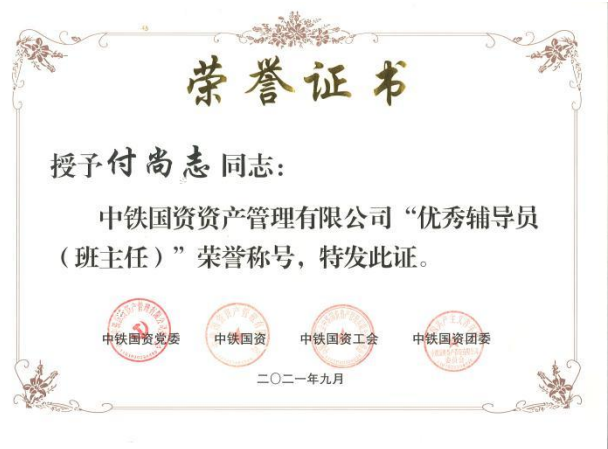 荣誉证书
授予付尚志同志：
中铁国资资产管理有限公司“优秀辅导员
（班主任）”荣誉称号，特发此证。
中铁国资党委 中铁国资 中铁国资工会 中铁国资团委
二〇二一年九月